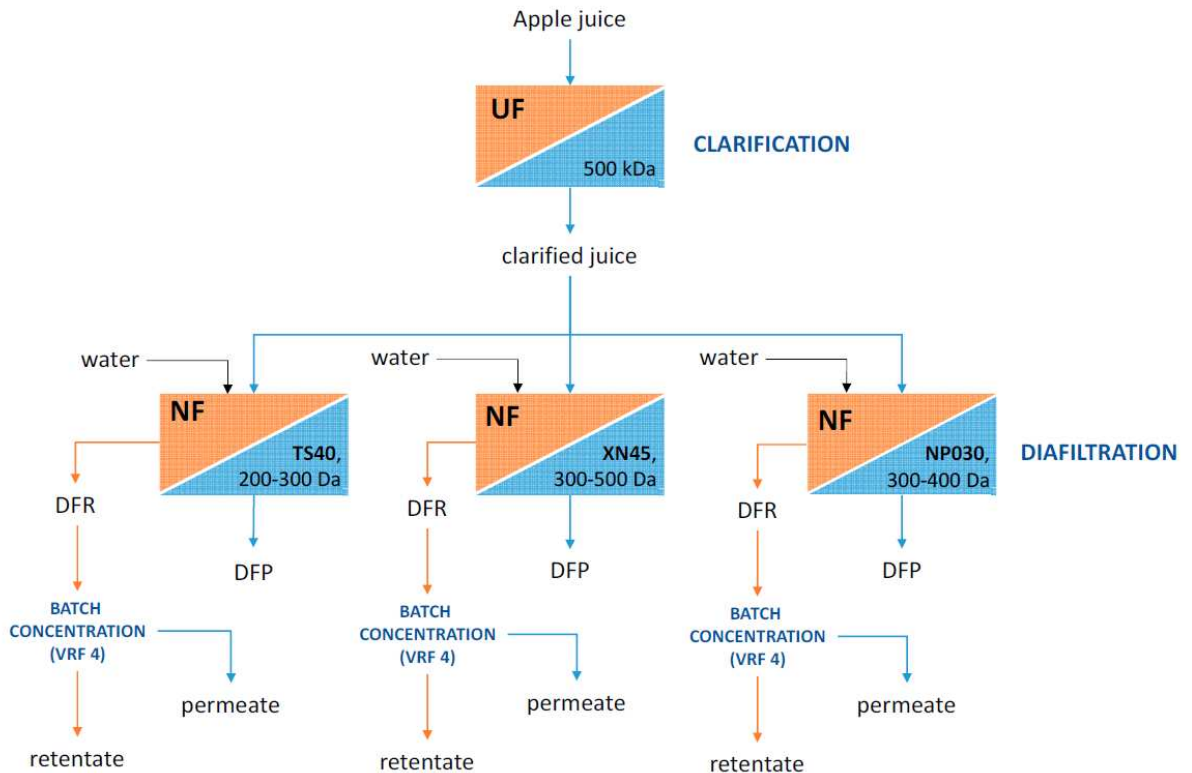 Apple juice
UF
500 kDa
CLARIFICATION
clarified juice
water
water
water
NF
TS40,
200-300 Da
NF
XN45,
300-500 Da
NF
NP030,
300-400 Da
DIAFILTRATION
DFR
DFR
DFR
DFP
DFP
DFP
BATCH
CONCENTRATION
(VRF 4)
BATCH
CONCENTRATION
(VRF 4)
BATCH
CONCENTRATION
(VRF 4)
permeate
permeate
permeate
retentate
retentate
retentate